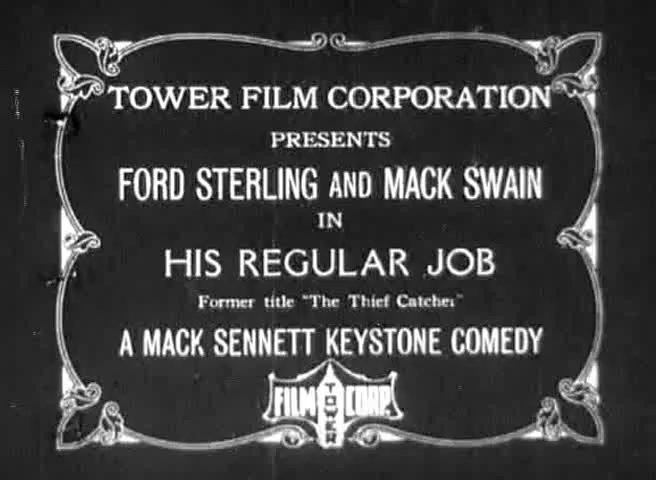 TOWER FILM CORPORATION
PRESENTS
FORD STERLING AND MACK SWAIN
IN
HIS REGULAR JOB
Former title "The Thief Catcher"
A MACK SENNETT KEYSTONE COMEDY
FILM TOWER CORP.